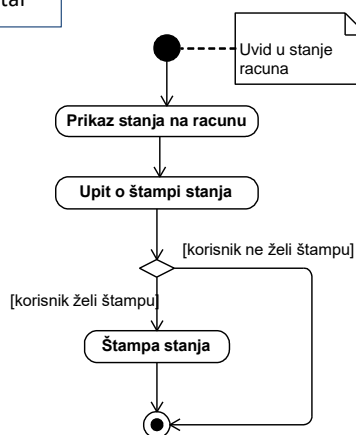 Uvid u stanje
racuna
Prikaz stanja na racunu
Upit o štampi stanja
[korisnik ne želi štampu]
[korisnik želi štampu]
Štampa stanja